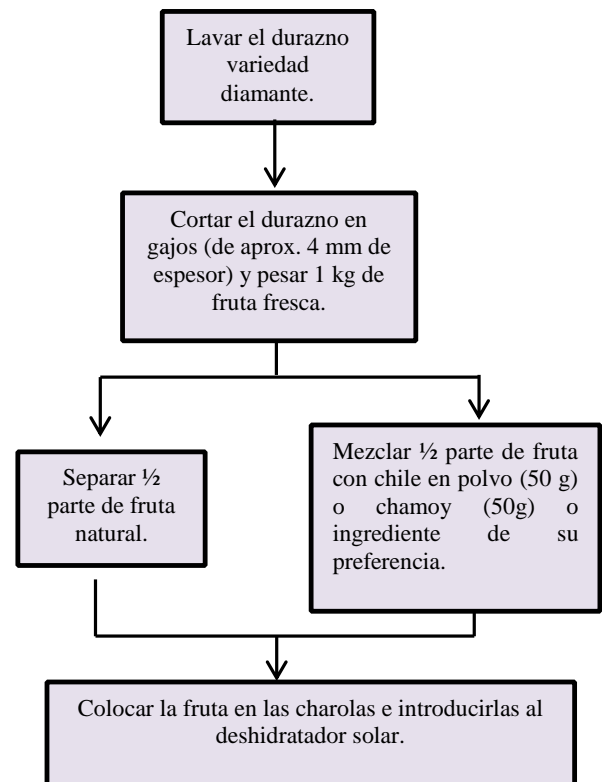 Lavar el durazno
variedad
diamante.
Cortar el durazno en
gajos (de aprox. 4 mm de
espesor) y pesar 1 kg de
fruta fresca.
Separar ½
parte de fruta
natural.
Mezclar ½ parte de fruta
con chile en polvo (50 g)
o chamoy (50g) o
ingrediente de su
preferencia.
Colocar la fruta en las charolas e introducirlas al
deshidratador solar.